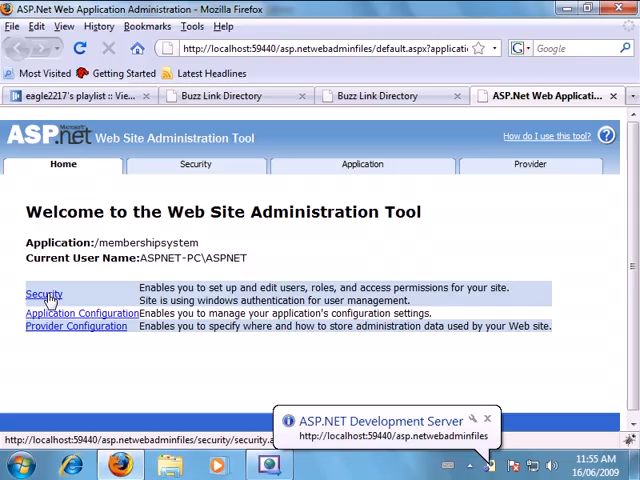 ASP.Net Web Application Administration - Mozilla Firefox
File Edit View History Bookmarks Tools Help
http://localhost:59440/asp.netwebadminfiles/default.aspx?applicati
Google
Most Visited Getting Started Latest Headlines
eagle2217's playlist :: Vie... Buzz Link Directory Buzz Link Directory ASP.Net Web Applicati...
Microsoft ASP.net Web Site Administration Tool How do I use this tool? ?
Home Security Application Provider
Welcome to the Web Site Administration Tool
Application:/membershipsystem
Current User Name:ASPNET-PC\ASPNET
Security Enables you to set up and edit users, roles, and access permissions for your site.
Site is using windows authentication for user management.
Application Configuration Enables you to manage your application's configuration settings.
Provider Configuration Enables you to specify where and how to store administration data used by your Web site.
ASP.NET Development Server
http://localhost:59440/asp.netwebadminfiles
http://localhost:59440/asp.netwebadminfiles/security/security.a
11:55 AM
16/06/2009